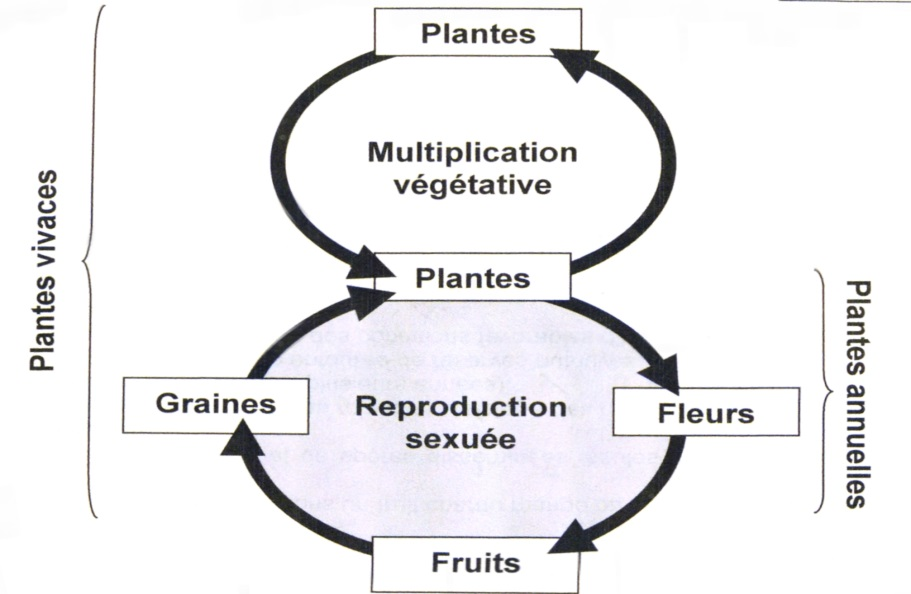 Plantes
Multiplication
végétative
Plantes vivaces
Plantes
Plantes annuelles
Graines
Reproduction
sexuée
Fleurs
Fruits